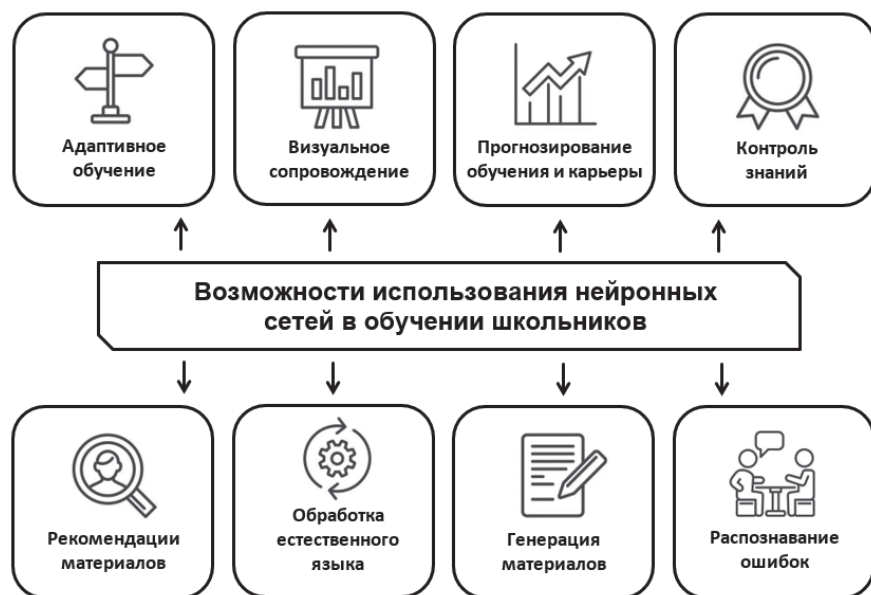 Адаптивное
обучение
Визуальное
сопровождение
Прогнозирование
обучения и карьеры
Контроль
знаний
Возможности использования нейронных
сетей в обучении школьников
Рекомендации
материалов
Обработка
естественного
языка
Генерация
материалов
Распознавание
ошибок